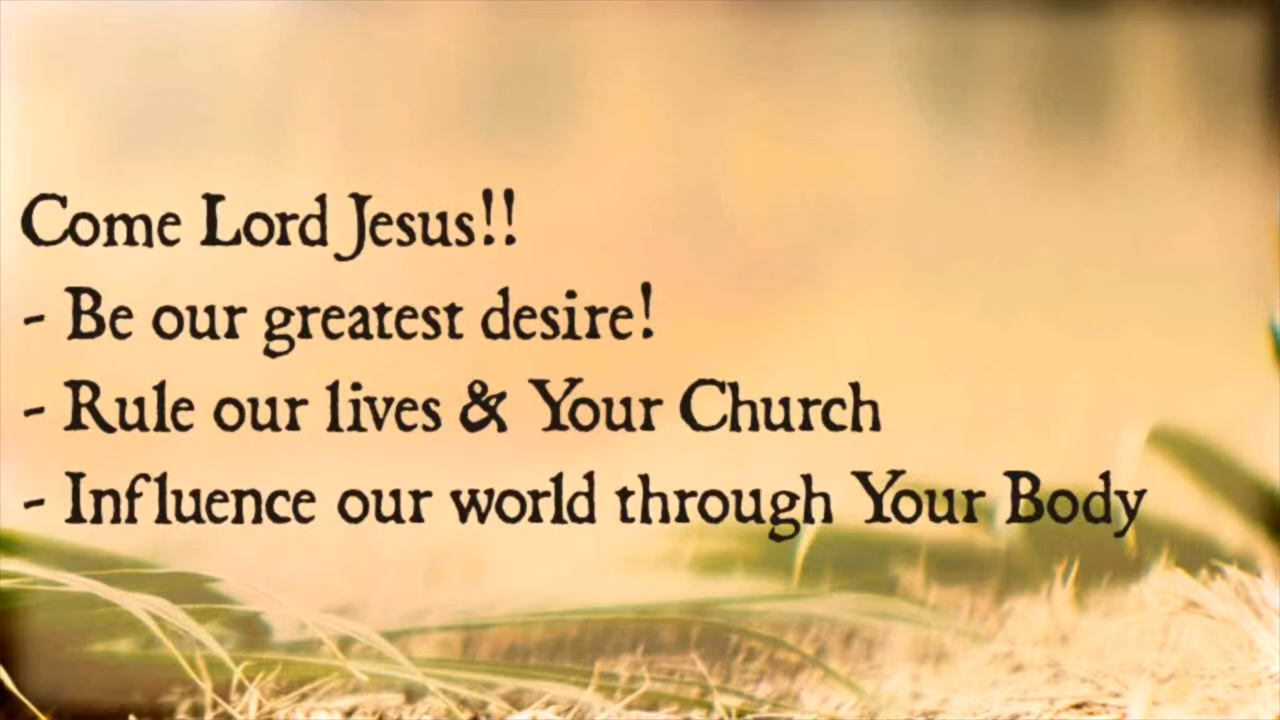 Come Lord Jesus!!
- Be our greatest desire!
- Rule our lives & Your Church
- Influence our world through Your Body